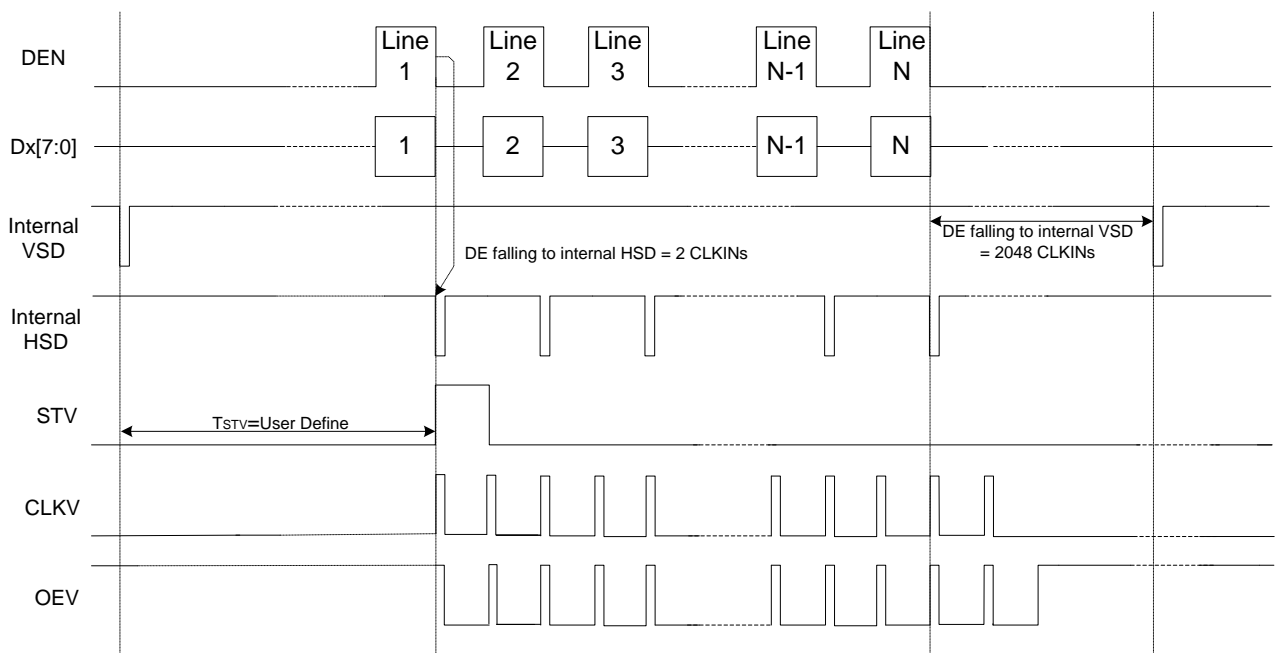 DEN
Line
1
Line
2
Line
3
Line
N-1
Line
N
Dx[7:0]
1
2
3
N-1
N
Internal
VSD
DE falling to internal VSD
= 2048 CLKINs
DE falling to internal HSD = 2 CLKINs
Internal
HSD
STV
TSTV=User Define
CLKV
OEV